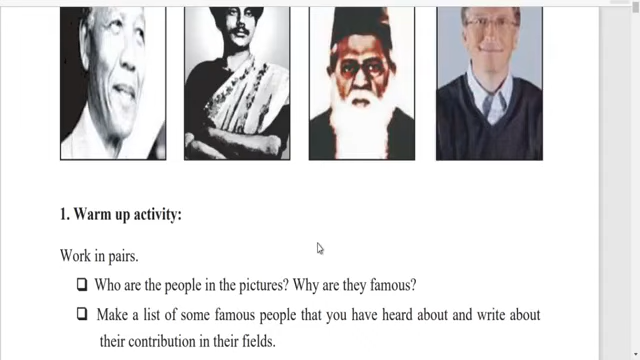 1. Warm up activity:
Work in pairs.
❑ Who are the people in the pictures? Why are they famous?
❑ Make a list of some famous people that you have heard about and write about
their contribution in their fields.